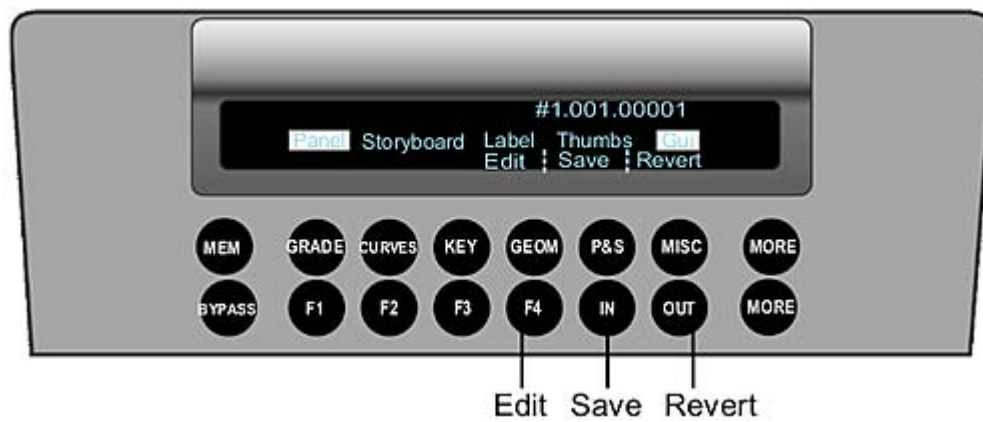 #1.001.00001
Panel Storyboard Label Thumbs Gui
Edit Save Revert
MEM GRADE CURVES KEY GEOM P&S MISC MORE
BYPASS F1 F2 F3 F4 IN OUT MORE
Edit Save Revert